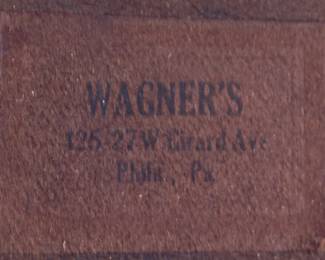 WAGNER'S
125-27 W. Girard Ave
Phila., Pa.